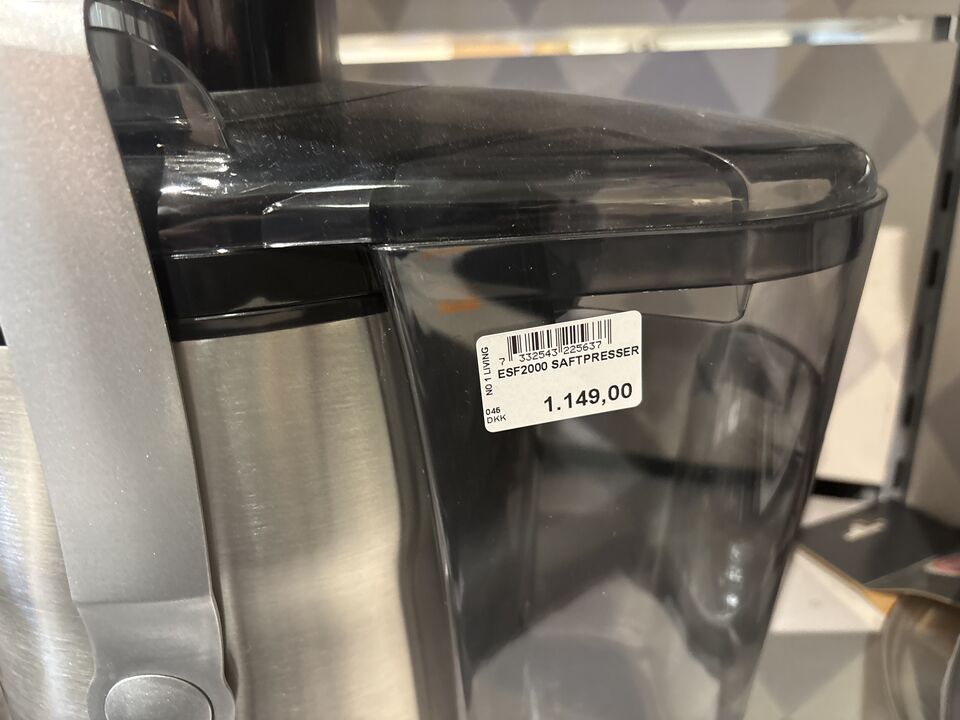 NO 1 LIVING
7 332543 225637
ESF2000 SAFTPRESSER
046
DKK
1.149,00